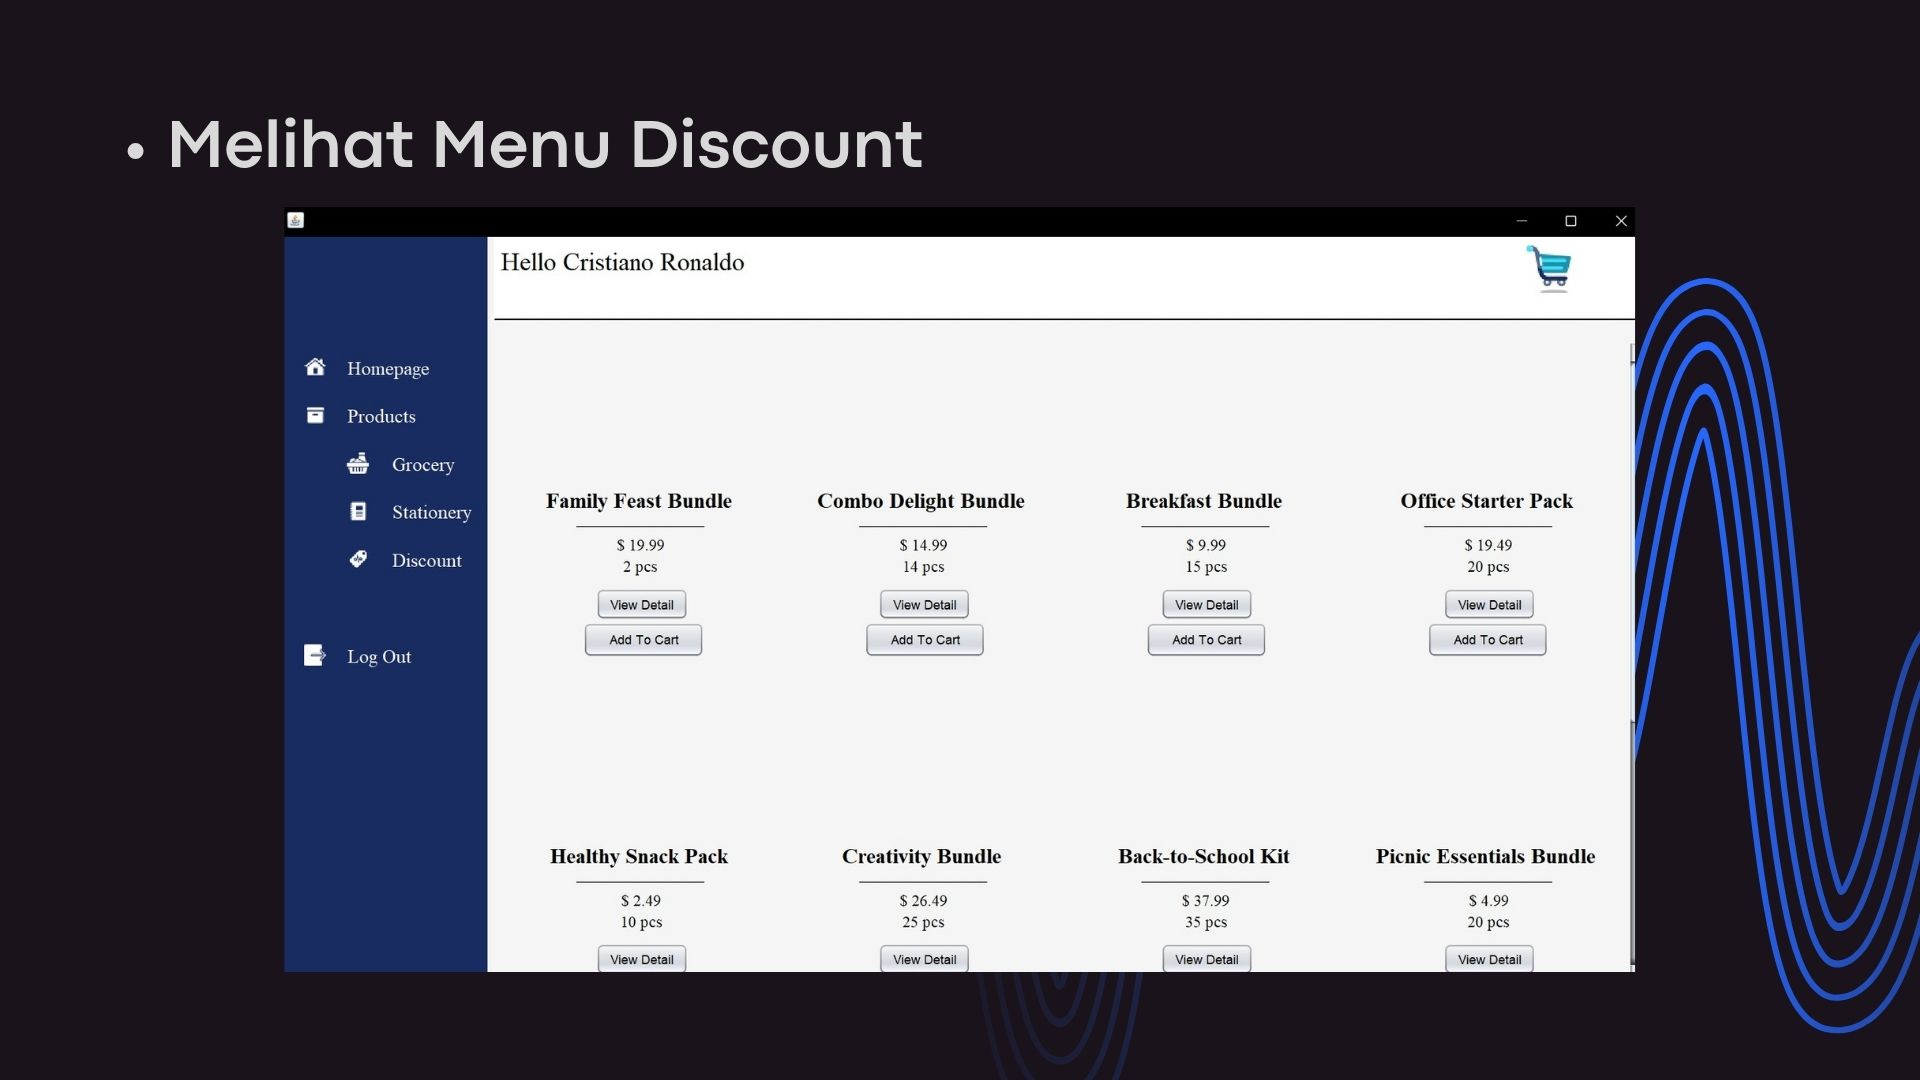 • Melihat Menu Discount
Hello Cristiano Ronaldo
Homepage
Products
Grocery
Stationery
Discount
Log Out
Family Feast Bundle
$ 19.99
2 pcs
View Detail
Add To Cart
Combo Delight Bundle
$ 14.99
14 pcs
View Detail
Add To Cart
Breakfast Bundle
$ 9.99
15 pcs
View Detail
Add To Cart
Office Starter Pack
$ 19.49
20 pcs
View Detail
Add To Cart
Healthy Snack Pack
$ 2.49
10 pcs
View Detail
Creativity Bundle
$ 26.49
25 pcs
View Detail
Back-to-School Kit
$ 37.99
35 pcs
View Detail
Picnic Essentials Bundle
$ 4.99
20 pcs
View Detail